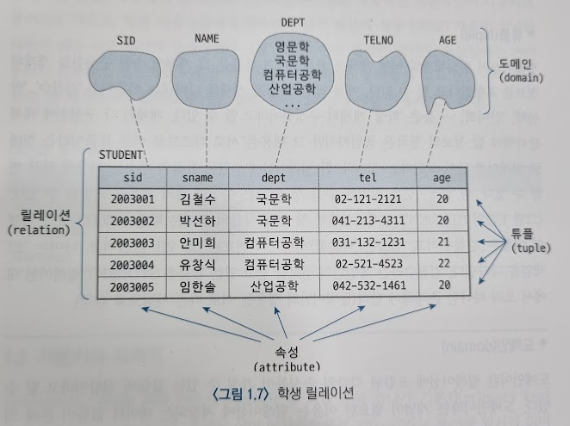 SID NAME DEPT TELNO AGE
영문학
국문학
컴퓨터공학
산업공학
...
도메인
(domain)
STUDENT
sid sname dept tel age
2003001 김철수 국문학 02-121-2121 20
2003002 박선하 국문학 041-213-4311 20
2003003 안미희 컴퓨터공학 031-132-1231 21
2003004 유창식 컴퓨터공학 02-521-4523 22
2003005 임한솔 산업공학 042-532-1461 20
릴레이션
(relation)
튜플
(tuple)
속성
(attribute)
〈그림 1.7〉 학생 릴레이션